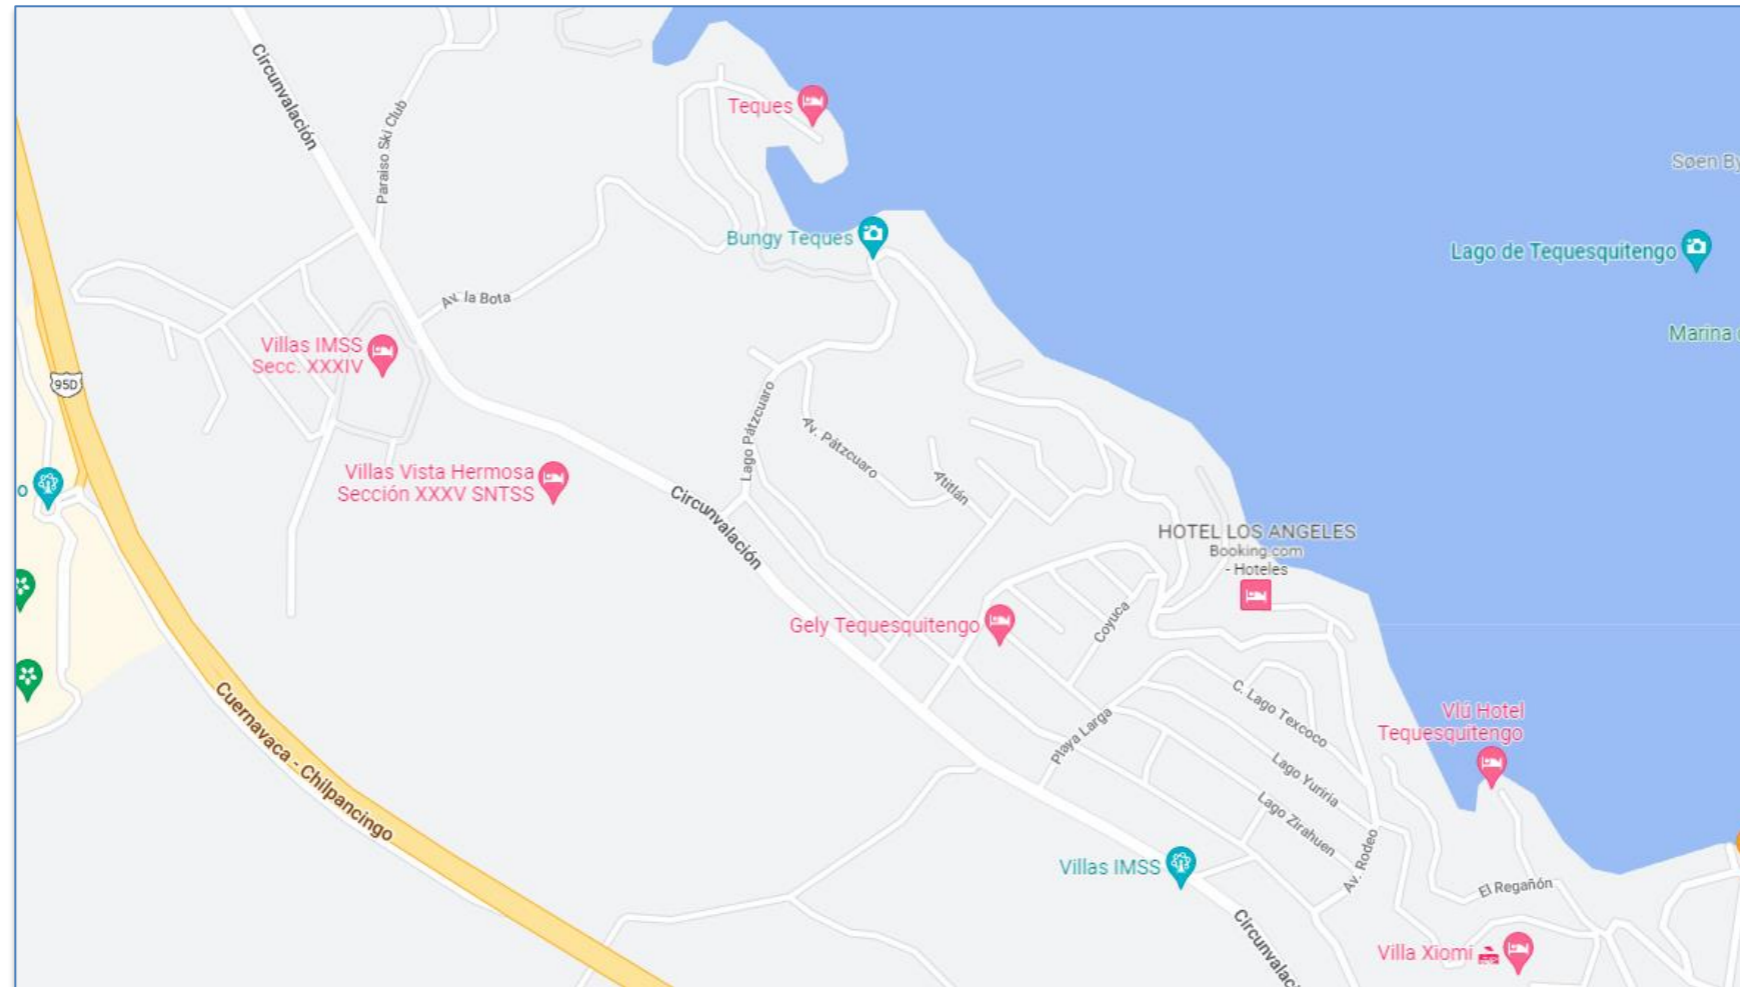 Circunvalación
Paraiso Ski Club
Teques
Søen By
Bungy Teques
Lago de Tequesquitengo
Av. la Bota
Marina
Villas IMSS
Secc. XXXIV
95D
Lago Pátzcuaro
Av. Pátzcuaro
Villas Vista Hermosa
Sección XXXV SNTSS
Atitlán
o
Circunvalación
HOTEL LOS ANGELES
Booking.com
- Hoteles
Gely Tequesquitengo
Coyuca
Cuernavaca - Chilpancingo
C. Lago Texcoco
Vlú Hotel
Tequesquitengo
Playa Larga
Lago Yuriria
Lago Zirahuen
Av. Rodeo
Villas IMSS
El Regañón
Circunvalaci
Villa Xiomi